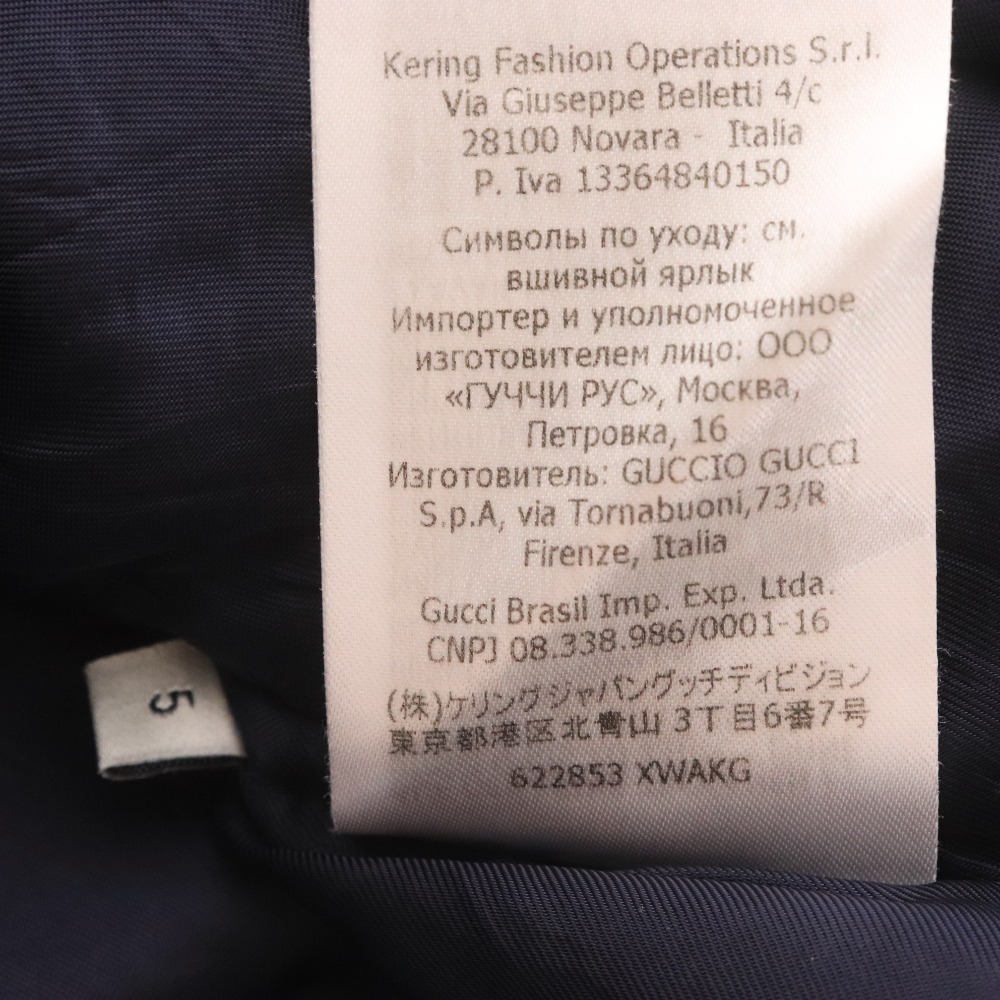 Kering Fashion Operations S.r.l.
Via Giuseppe Belletti 4/c
28100 Novara - Italia
P. Iva 13364840150
Символы по уходу: см.
вшивной ярлык
Импортер и уполномоченное
изготовителем лицо: ООО
«ГУЧЧИ РУС», Москва,
Петровка, 16
Изготовитель: GUCCIO GUCCI
S.p.A, via Tornabuoni,73/R
Firenze, Italia
Gucci Brasil Imp. Exp. Ltda.
CNPJ 08.338.986/0001-16
(株)ケリングジャパングッチディビジョン
東京都港区北青山 3丁目6番7号
622853 XWAKG
5